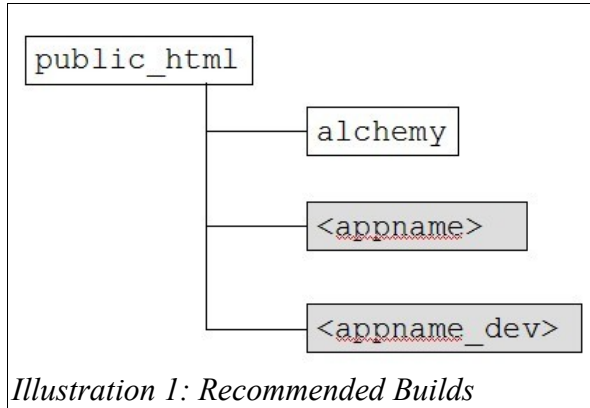 public_html
alchemy
<appname>
<appname_dev>
Illustration 1: Recommended Builds